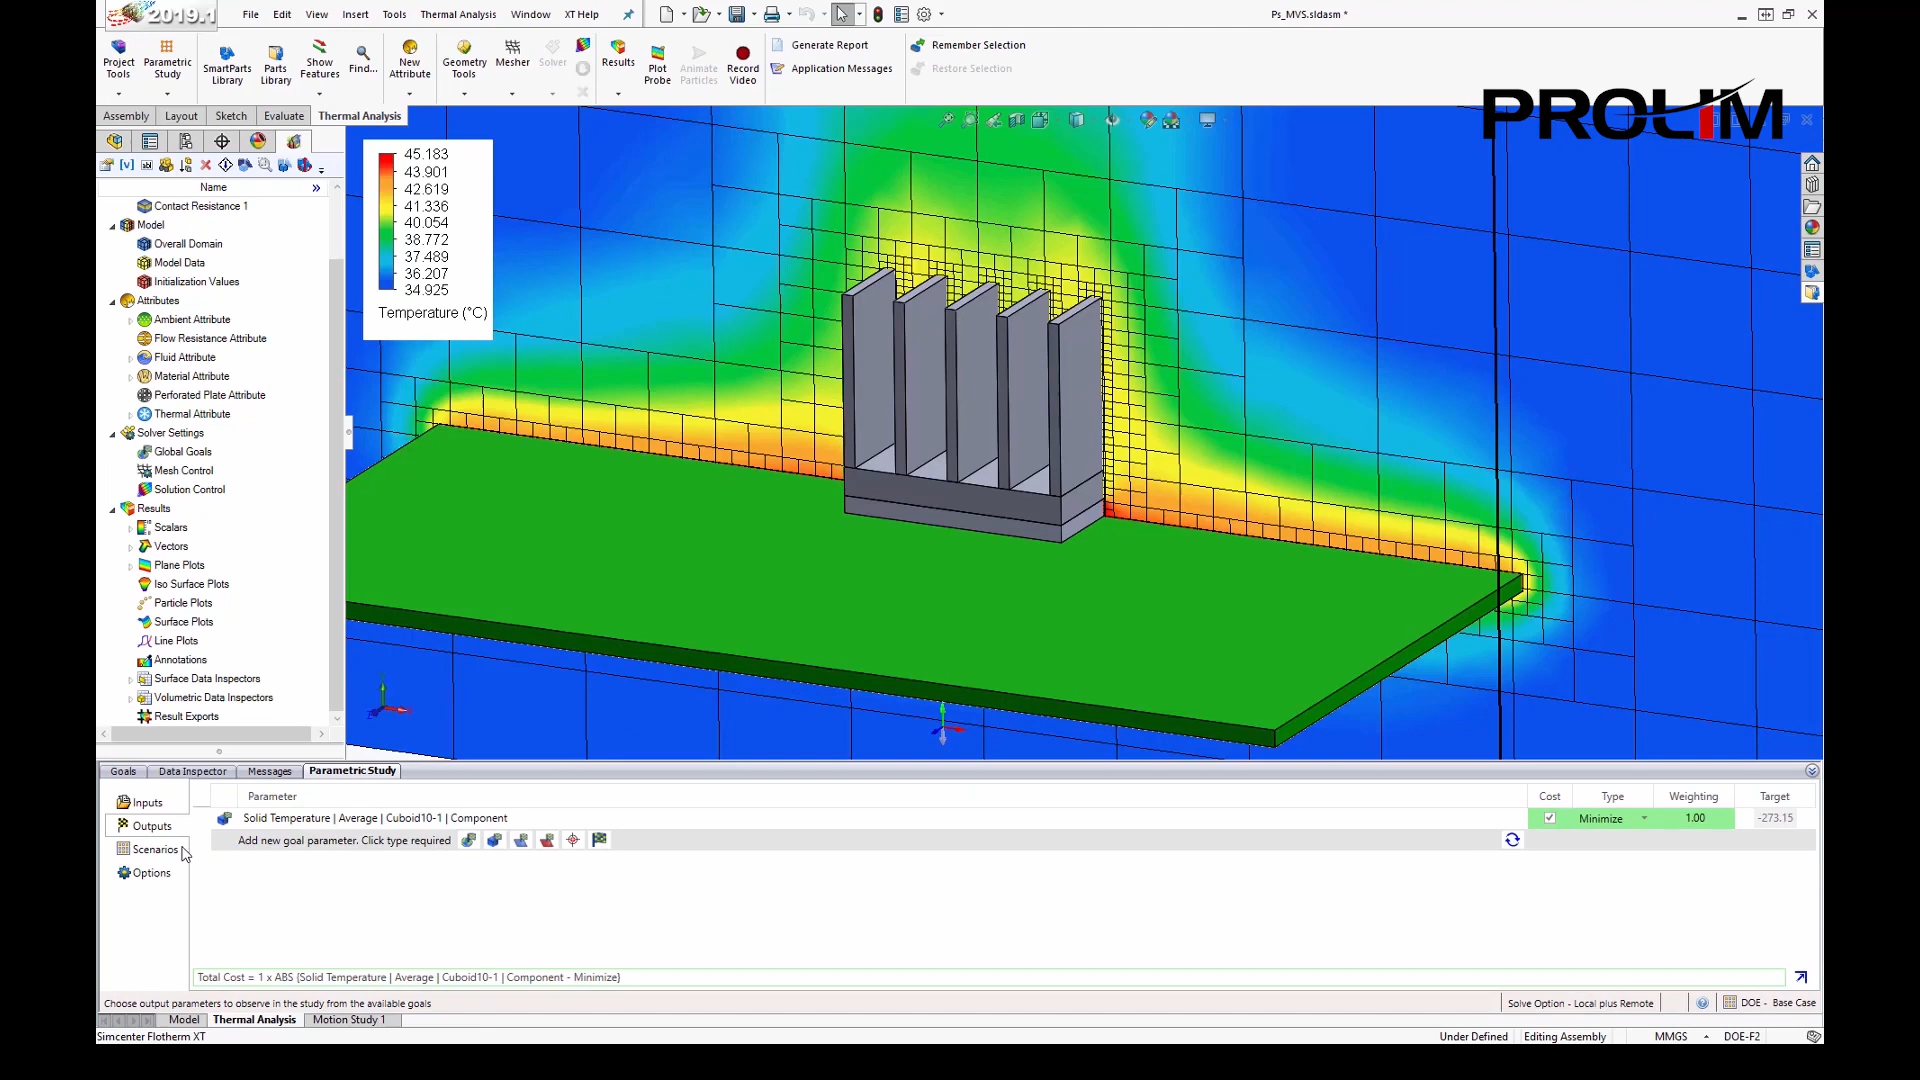 2019.1 File Edit View Insert Tools Thermal Analysis Window XT Help Ps_MVS.sldasm *
Project Tools
Parametric Study
SmartParts Library
Parts Library
Show Features
Find...
New Attribute
Geometry Tools
Mesher
Solver
Results
Plot Probe
Animate Particles
Record Video
Generate Report
Application Messages
Remember Selection
Restore Selection
PROLIM
Assembly Layout Sketch Evaluate Thermal Analysis
Name
Contact Resistance 1
Model
Overall Domain
Model Data
Initialization Values
Attributes
Ambient Attribute
Flow Resistance Attribute
Fluid Attribute
Material Attribute
Perforated Plate Attribute
Thermal Attribute
Solver Settings
Global Goals
Mesh Control
Solution Control
Results
Scalars
Vectors
Plane Plots
Iso Surface Plots
Particle Plots
Surface Plots
Line Plots
Annotations
Surface Data Inspectors
Volumetric Data Inspectors
Result Exports
45.183
43.901
42.619
41.336
40.054
38.772
37.489
36.207
34.925
Temperature (°C)
Goals Data Inspector Messages Parametric Study
Inputs
Outputs
Scenarios
Options
Parameter Cost Type Weighting Target
Solid Temperature | Average | Cuboid10-1 | Component Minimize 1.00 -273.15
Add new goal parameter. Click type required
Total Cost = 1 x ABS {Solid Temperature | Average | Cuboid10-1 | Component - Minimize}
Choose output parameters to observe in the study from the available goals Solve Option - Local plus Remote DOE - Base Case
Model Thermal Analysis Motion Study 1
Simcenter Flotherm XT Under Defined Editing Assembly MMGS DOE-F2